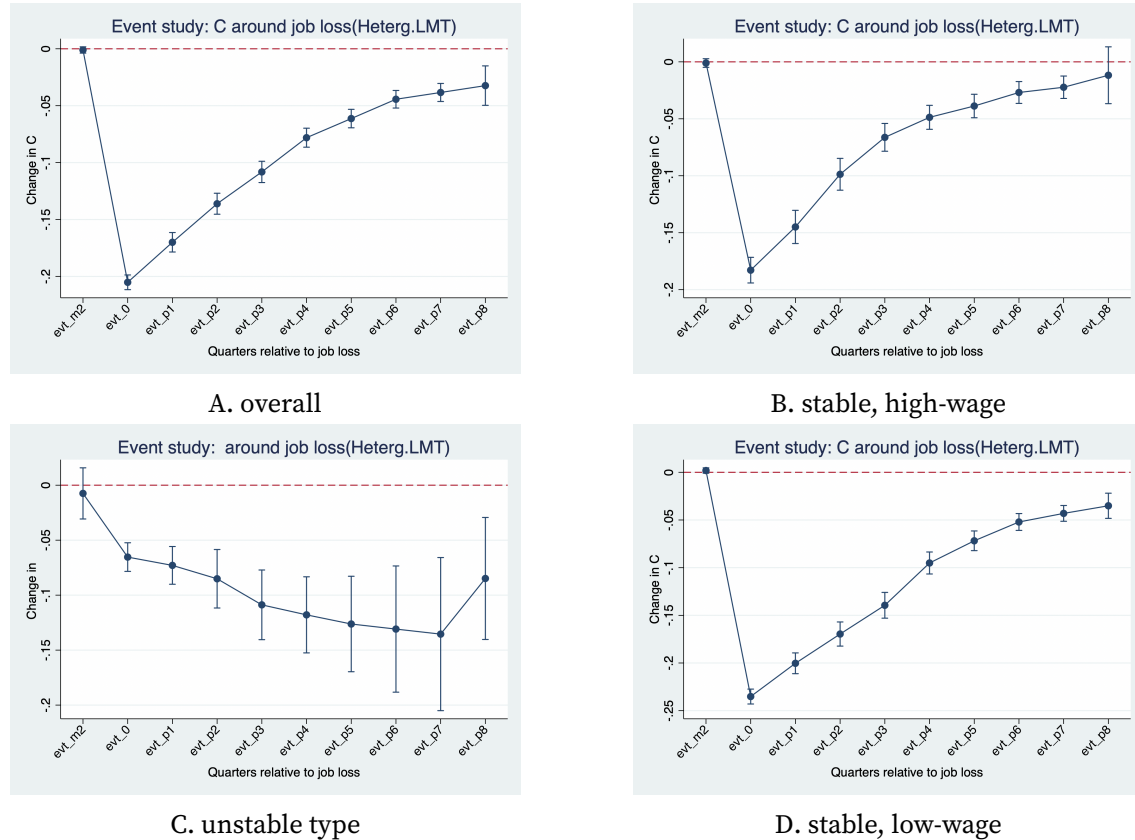 Event study: C around job loss(Heterg.LMT)
0
-.05
-.1
-.15
-.2
Change in C
evt_m2
evt_0
evt_p1
evt_p2
evt_p3
evt_p4
evt_p5
evt_p6
evt_p7
evt_p8
Quarters relative to job loss
A. overall
Event study: C around job loss(Heterg.LMT)
0
-.05
-.1
-.15
-.2
Change in C
evt_m2
evt_0
evt_p1
evt_p2
evt_p3
evt_p4
evt_p5
evt_p6
evt_p7
evt_p8
Quarters relative to job loss
B. stable, high-wage
Event study: around job loss(Heterg.LMT)
0
-.05
-.1
-.15
-.2
Change in
evt_m2
evt_0
evt_p1
evt_p2
evt_p3
evt_p4
evt_p5
evt_p6
evt_p7
evt_p8
Quarters relative to job loss
C. unstable type
Event study: C around job loss(Heterg.LMT)
0
-.05
-.1
-.15
-.2
-.25
Change in C
evt_m2
evt_0
evt_p1
evt_p2
evt_p3
evt_p4
evt_p5
evt_p6
evt_p7
evt_p8
Quarters relative to job loss
D. stable, low-wage